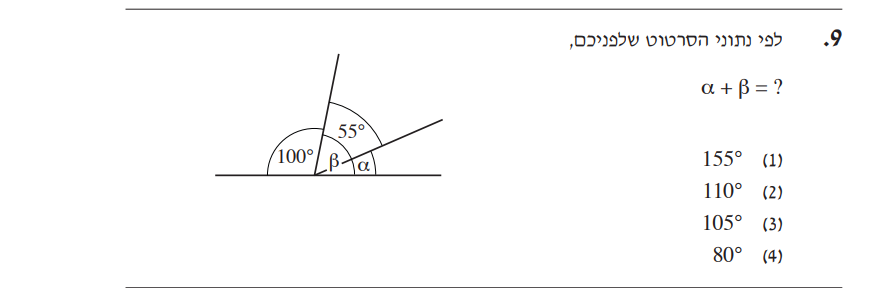 9. לפי נתוני הסרטוט שלפניכם,
α + β = ?
(1) 155°
(2) 110°
(3) 105°
(4) 80°
55°
100°
β
α